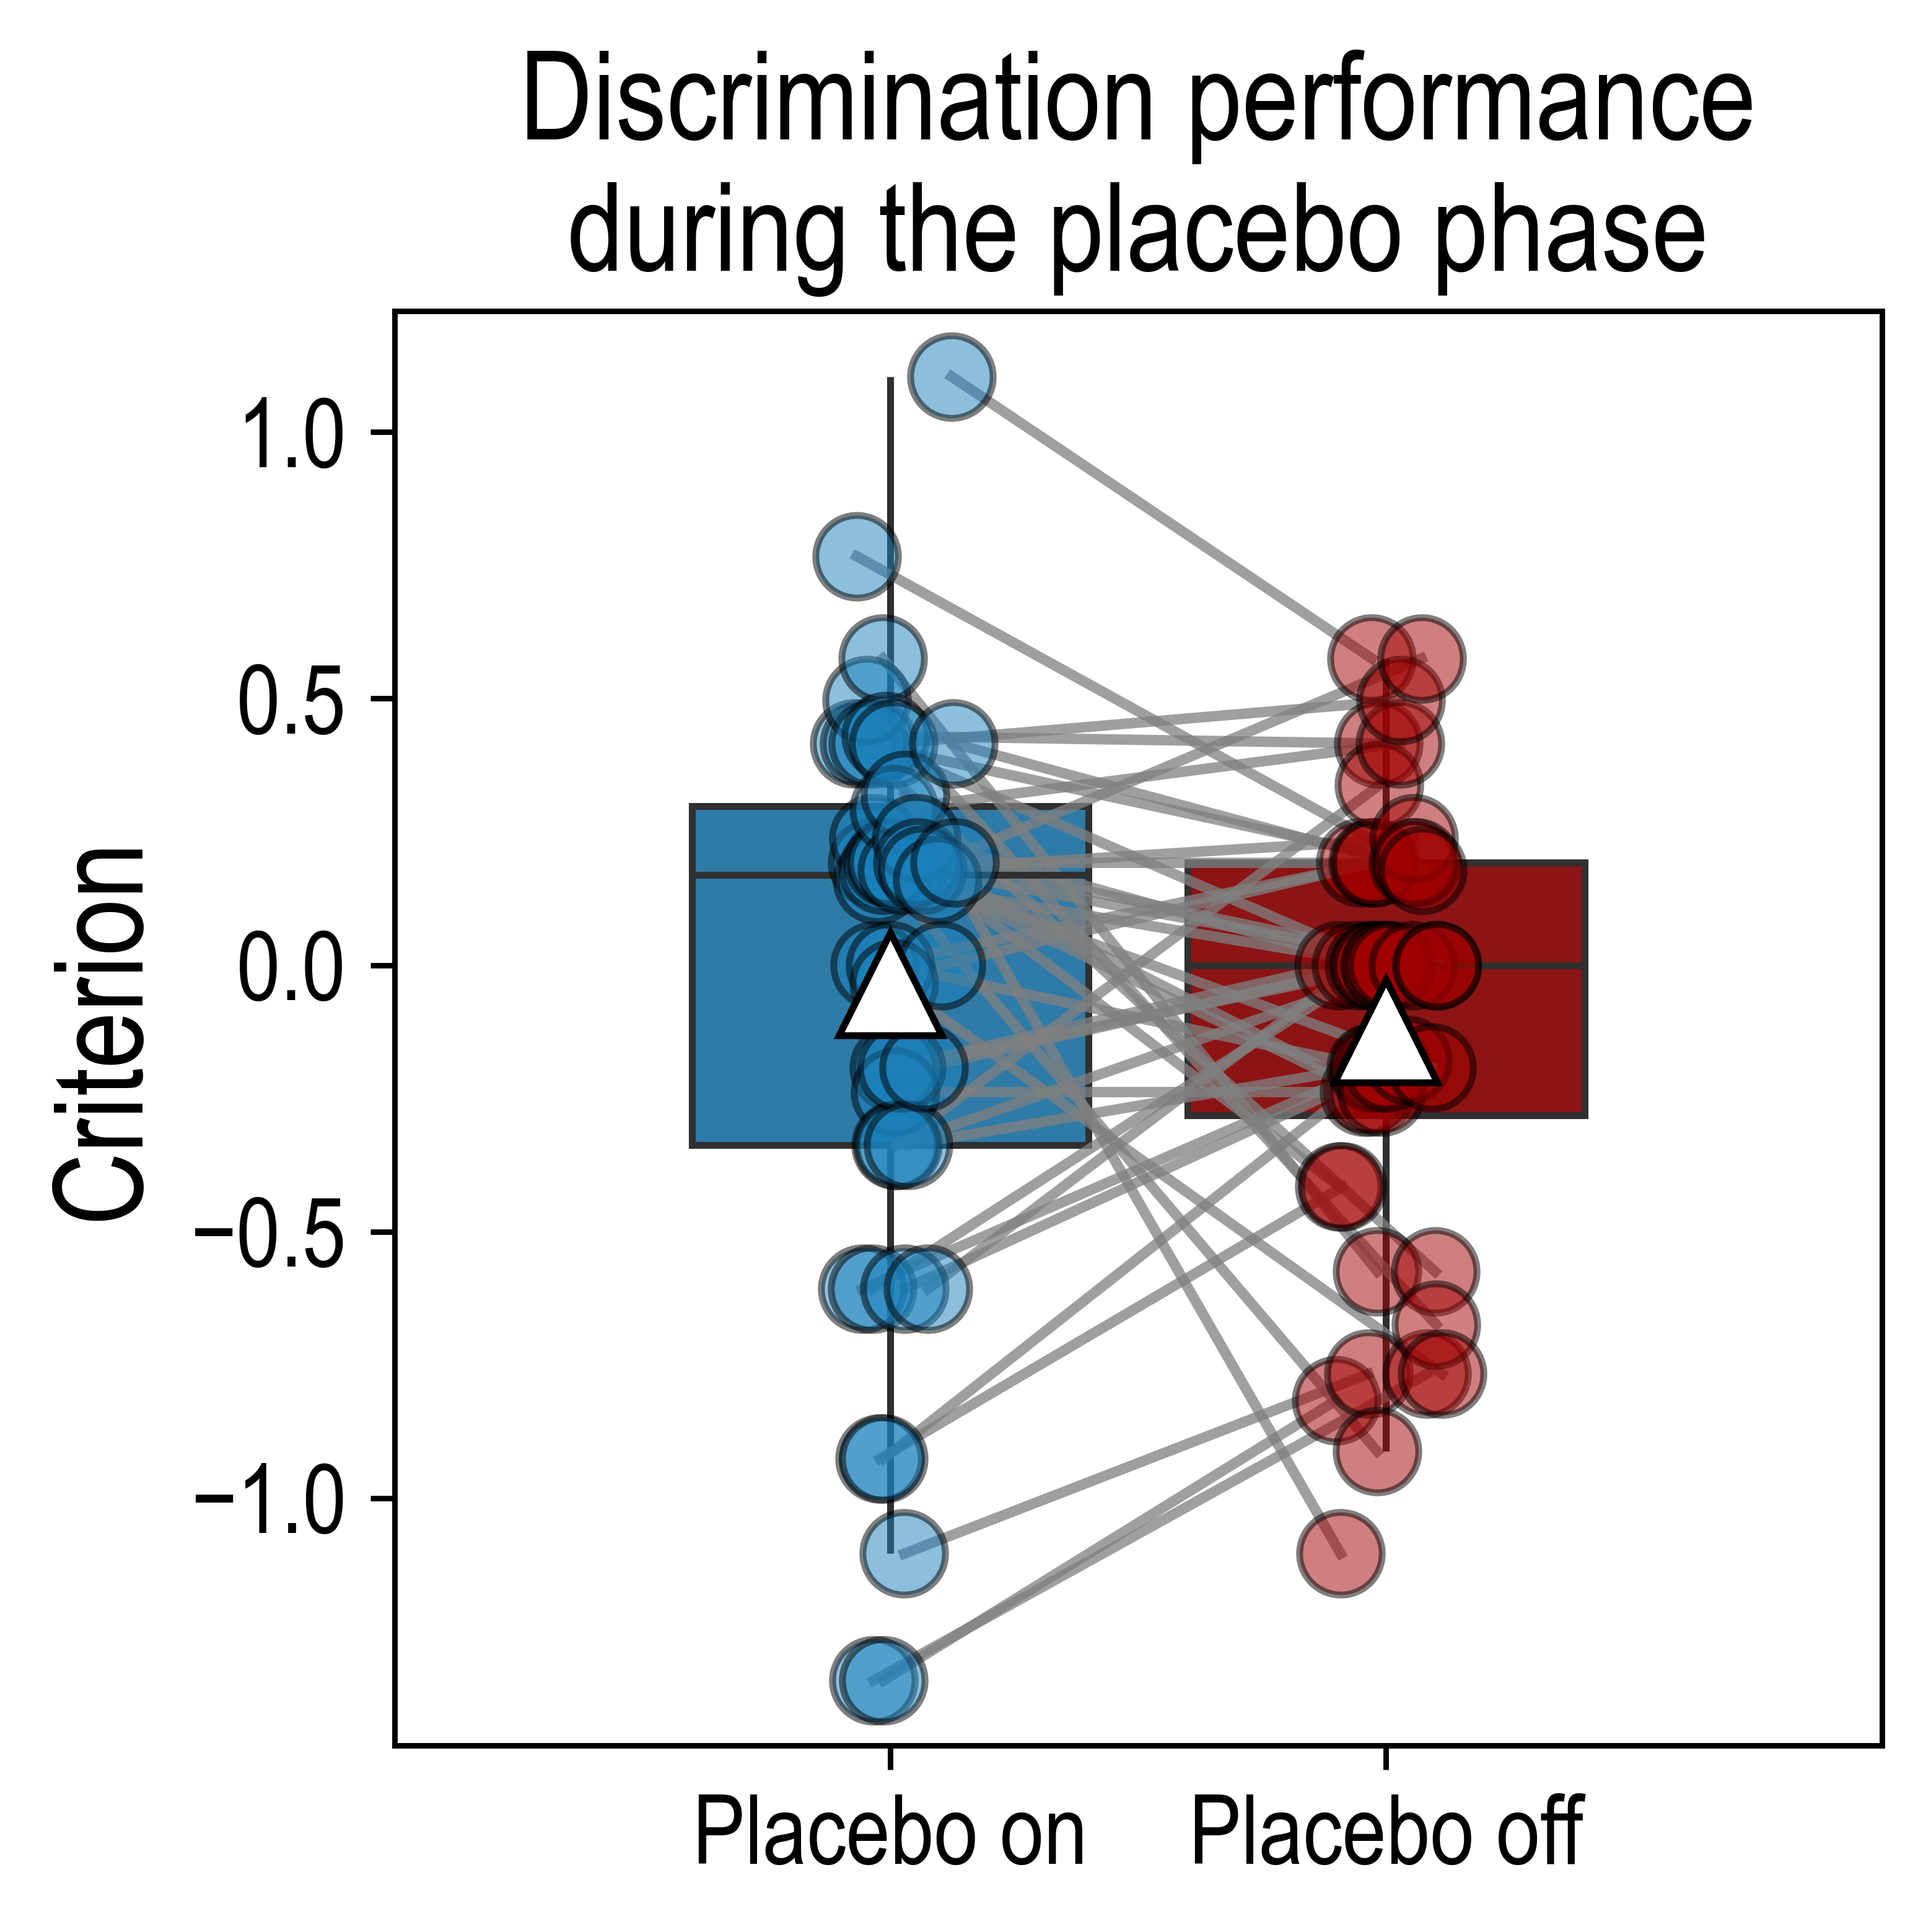 Discrimination performance
during the placebo phase
Criterion
1.0
0.5
0.0
−0.5
−1.0
Placebo on
Placebo off